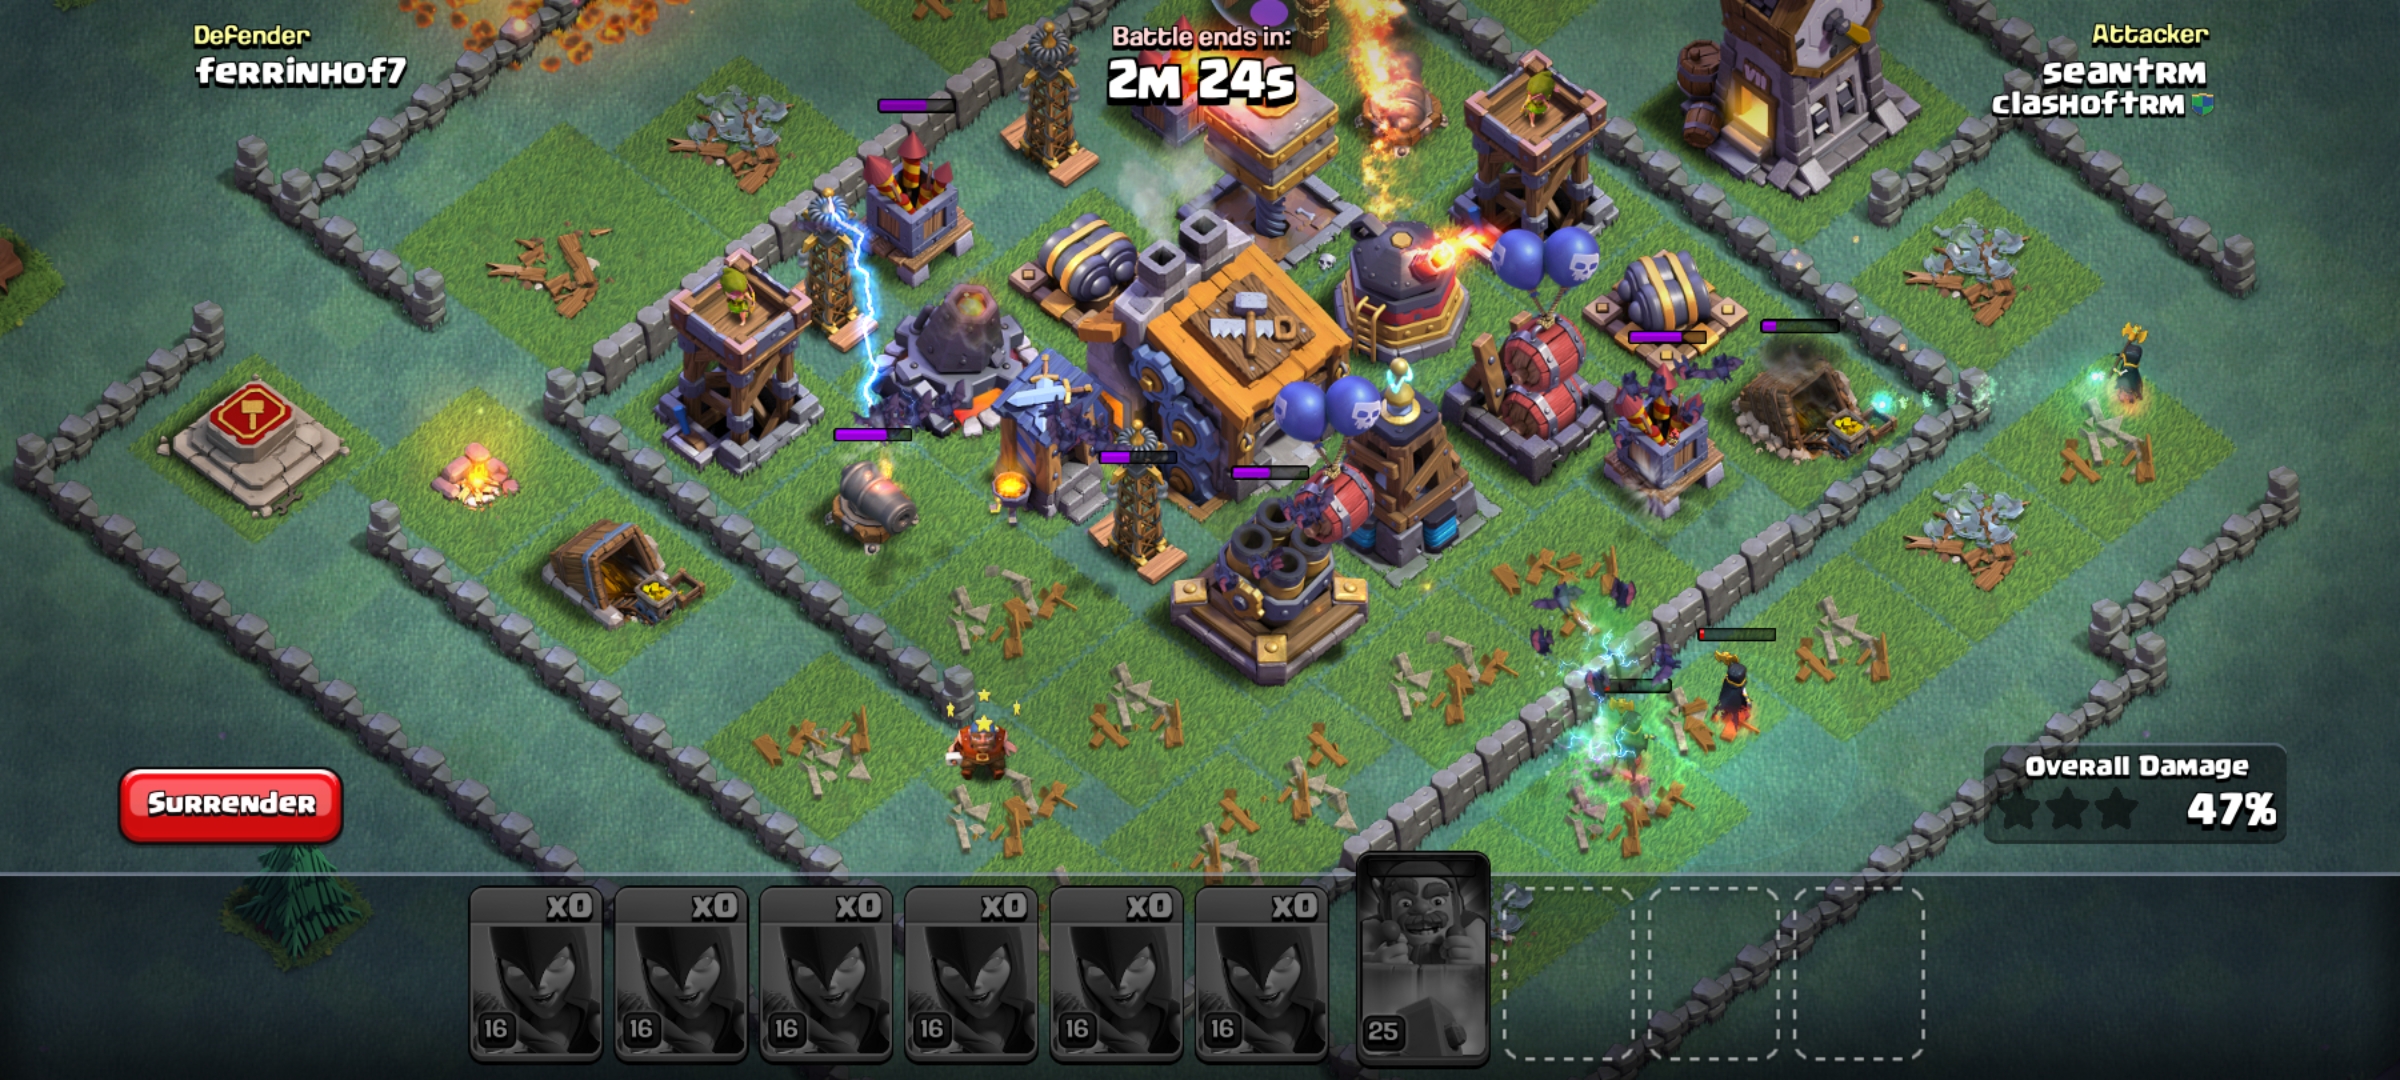 Defender
ferrinhof7
Battle ends in:
2M 24s
Attacker
seantRM
clashoftRM
VII
Surrender
Overall Damage
47%
x0 x0 x0 x0 x0 x0
16 16 16 16 16 16 25